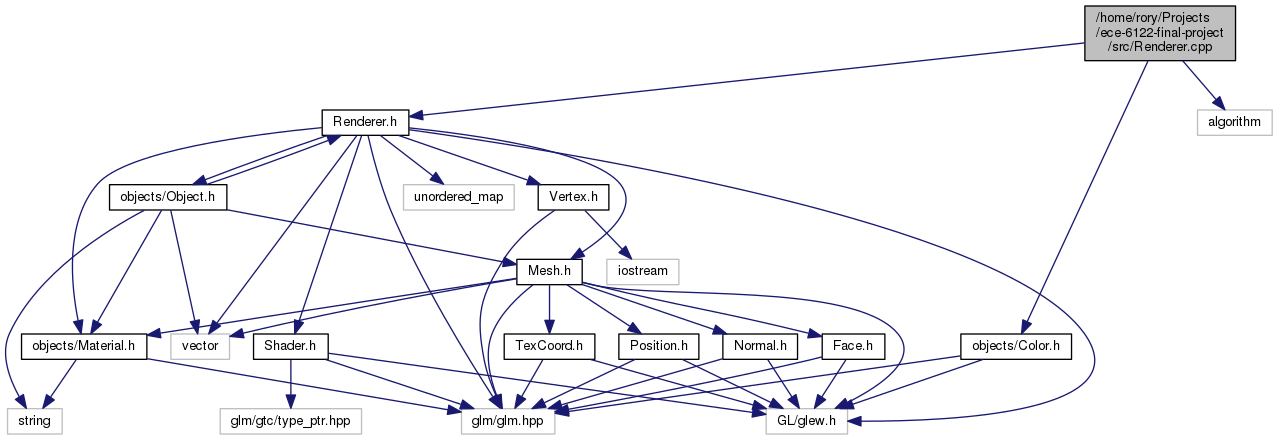 /home/rory/Projects
/ece-6122-final-project
/src/Renderer.cpp
Renderer.h
algorithm
objects/Object.h
unordered_map
Vertex.h
Mesh.h
iostream
objects/Material.h
vector
Shader.h
TexCoord.h
Position.h
Normal.h
Face.h
objects/Color.h
string
glm/gtc/type_ptr.hpp
glm/glm.hpp
GL/glew.h